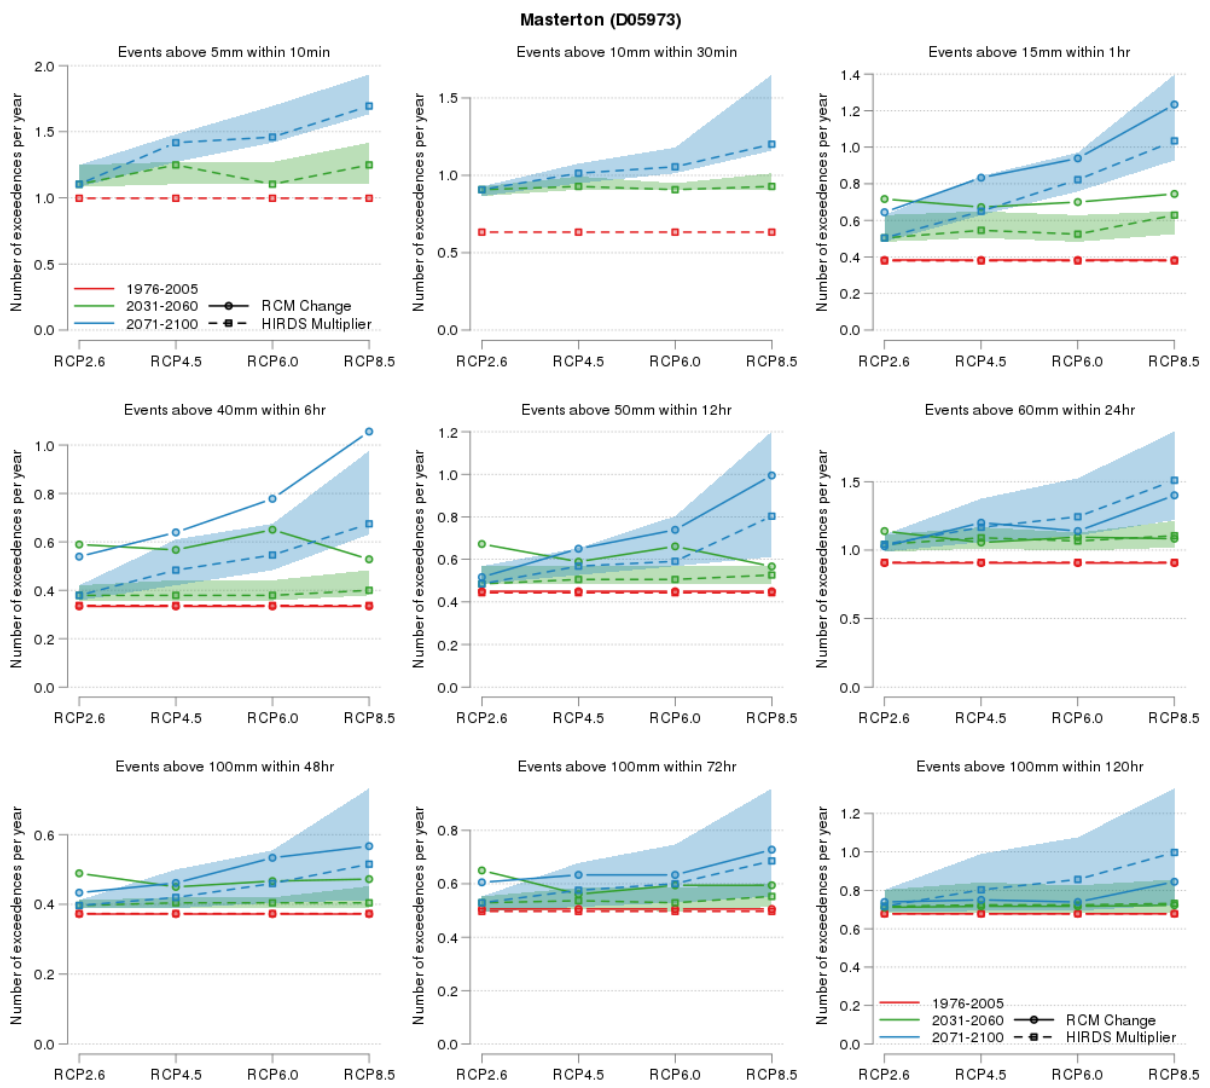 Masterton (D05973)
Events above 5mm within 10min
Number of exceedences per year
2.0
1.5
1.0
0.5
0.0
1976-2005
2031-2060
2071-2100
RCM Change
HIRDS Multiplier
RCP2.6 RCP4.5 RCP6.0 RCP8.5
Events above 10mm within 30min
Number of exceedences per year
1.5
1.0
0.5
0.0
RCP2.6 RCP4.5 RCP6.0 RCP8.5
Events above 15mm within 1hr
Number of exceedences per year
1.4
1.2
1.0
0.8
0.6
0.4
0.2
0.0
RCP2.6 RCP4.5 RCP6.0 RCP8.5
Events above 40mm within 6hr
Number of exceedences per year
1.0
0.8
0.6
0.4
0.2
0.0
RCP2.6 RCP4.5 RCP6.0 RCP8.5
Events above 50mm within 12hr
Number of exceedences per year
1.2
1.0
0.8
0.6
0.4
0.2
0.0
RCP2.6 RCP4.5 RCP6.0 RCP8.5
Events above 60mm within 24hr
Number of exceedences per year
1.5
1.0
0.5
0.0
RCP2.6 RCP4.5 RCP6.0 RCP8.5
Events above 100mm within 48hr
Number of exceedences per year
0.6
0.4
0.2
0.0
RCP2.6 RCP4.5 RCP6.0 RCP8.5
Events above 100mm within 72hr
Number of exceedences per year
0.8
0.6
0.4
0.2
0.0
RCP2.6 RCP4.5 RCP6.0 RCP8.5
Events above 100mm within 120hr
Number of exceedences per year
1.2
1.0
0.8
0.6
0.4
0.2
0.0
1976-2005
2031-2060
2071-2100
RCM Change
HIRDS Multiplier
RCP2.6 RCP4.5 RCP6.0 RCP8.5